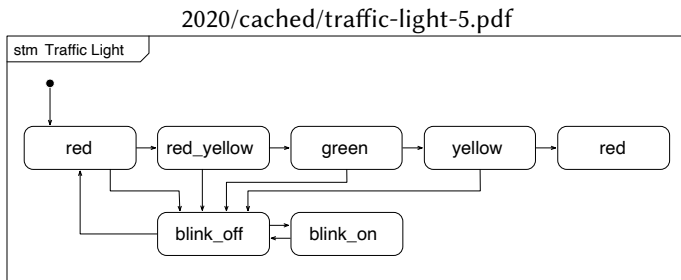 2020/cached/traffic-light-5.pdf
stm Traffic Light
red red_yellow green yellow red
blink_off blink_on